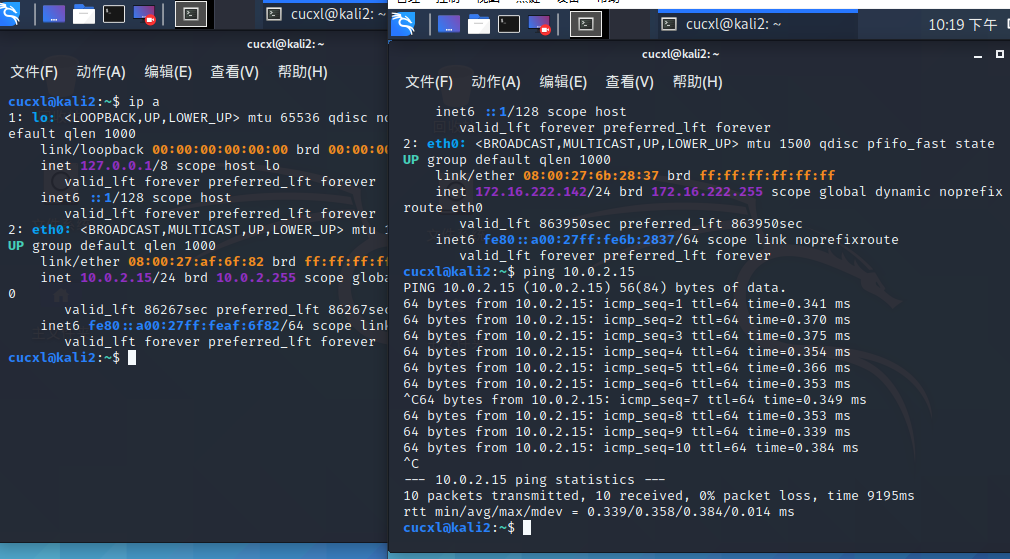 cucxl@kali2: ~
cucxl@kali2: ~
文件(F) 动作(A) 编辑(E) 查看(V) 帮助(H)
cucxl@kali2:~$ ip a
1: lo: <LOOPBACK,UP,LOWER_UP> mtu 65536 qdisc no
efault qlen 1000
link/loopback 00:00:00:00:00:00 brd 00:00:00
inet 127.0.0.1/8 scope host lo
valid_lft forever preferred_lft forever
inet6 ::1/128 scope host
valid_lft forever preferred_lft forever
2: eth0: <BROADCAST,MULTICAST,UP,LOWER_UP> mtu 1
UP group default qlen 1000
link/ether 08:00:27:af:6f:82 brd ff:ff:ff:ff
inet 10.0.2.15/24 brd 10.0.2.255 scope globa
0
valid_lft 86267sec preferred_lft 86267sec
inet6 fe80::a00:27ff:feaf:6f82/64 scope link
valid_lft forever preferred_lft forever
cucxl@kali2:~$
cucxl@kali2: ~
10:19 下午
cucxl@kali2: ~
文件(F) 动作(A) 编辑(E) 查看(V) 帮助(H)
inet6 ::1/128 scope host
valid_lft forever preferred_lft forever
2: eth0: <BROADCAST,MULTICAST,UP,LOWER_UP> mtu 1500 qdisc pfifo_fast state
UP group default qlen 1000
link/ether 08:00:27:6b:28:37 brd ff:ff:ff:ff:ff:ff
inet 172.16.222.142/24 brd 172.16.222.255 scope global dynamic noprefix
route eth0
valid_lft 863950sec preferred_lft 863950sec
inet6 fe80::a00:27ff:fe6b:2837/64 scope link noprefixroute
valid_lft forever preferred_lft forever
cucxl@kali2:~$ ping 10.0.2.15
PING 10.0.2.15 (10.0.2.15) 56(84) bytes of data.
64 bytes from 10.0.2.15: icmp_seq=1 ttl=64 time=0.341 ms
64 bytes from 10.0.2.15: icmp_seq=2 ttl=64 time=0.370 ms
64 bytes from 10.0.2.15: icmp_seq=3 ttl=64 time=0.375 ms
64 bytes from 10.0.2.15: icmp_seq=4 ttl=64 time=0.354 ms
64 bytes from 10.0.2.15: icmp_seq=5 ttl=64 time=0.366 ms
64 bytes from 10.0.2.15: icmp_seq=6 ttl=64 time=0.353 ms
^C64 bytes from 10.0.2.15: icmp_seq=7 ttl=64 time=0.349 ms
64 bytes from 10.0.2.15: icmp_seq=8 ttl=64 time=0.353 ms
64 bytes from 10.0.2.15: icmp_seq=9 ttl=64 time=0.339 ms
64 bytes from 10.0.2.15: icmp_seq=10 ttl=64 time=0.384 ms
^C
--- 10.0.2.15 ping statistics ---
10 packets transmitted, 10 received, 0% packet loss, time 9195ms
rtt min/avg/max/mdev = 0.339/0.358/0.384/0.014 ms
cucxl@kali2:~$